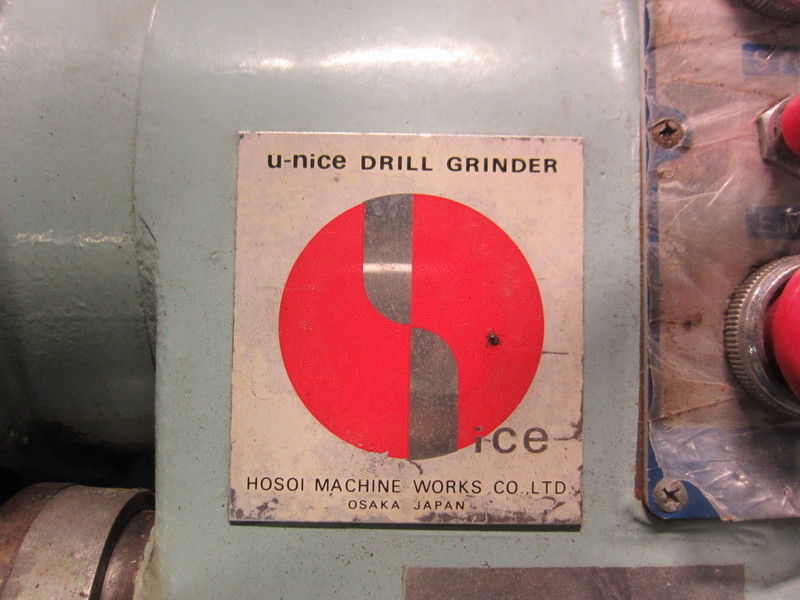 u-nice DRILL GRINDER
ice
HOSOI MACHINE WORKS CO.,LTD.
OSAKA JAPAN